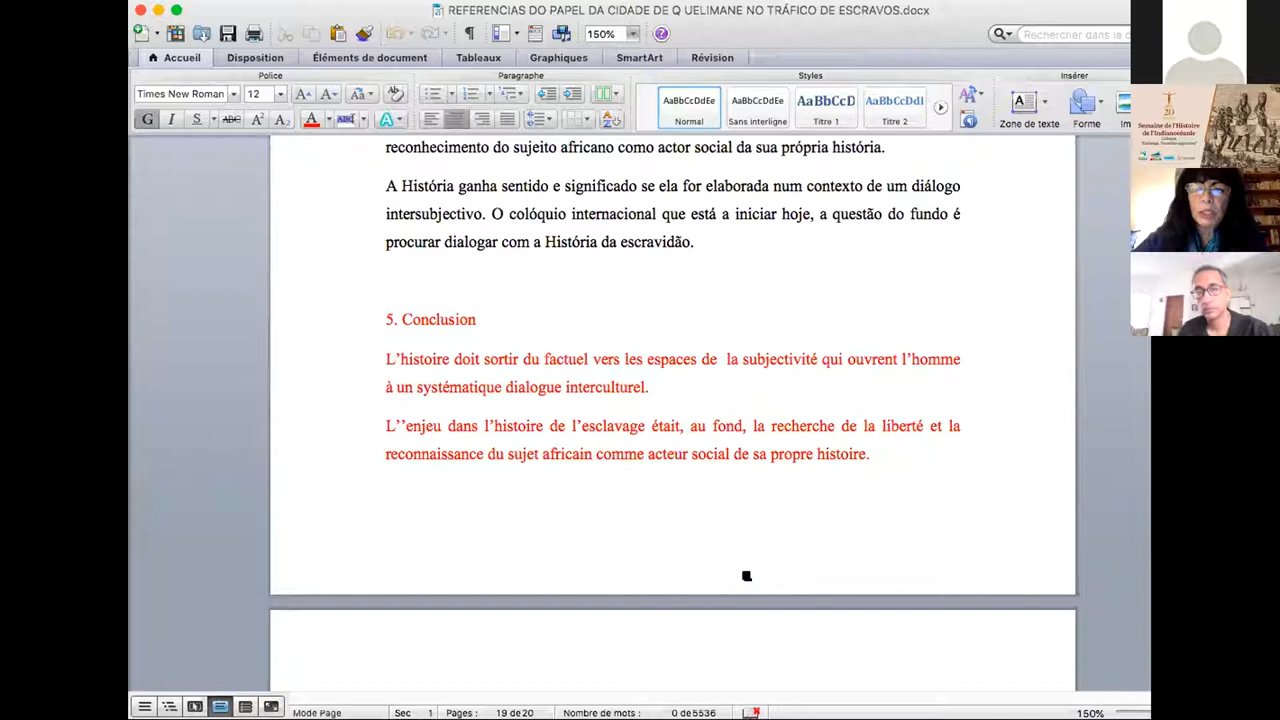 REFERENCIAS DO PAPEL DA CIDADE DE Q UELIMANE NO TRÁFICO DE ESCRAVOS.docx
150%
Rechercher dans le d
Accueil Disposition Éléments de document Tableaux Graphiques SmartArt Révision
Police Paragraphe Styles Insérer
Times New Roman 12
AaBbCcDdEe AaBbCcDdEe AaBbCcD AaBbCcDdI
Normal Sans interligne Titre 1 Titre 2
Zone de texte Forme Im
reconhecimento do sujeito africano como actor social da sua própria história.
A História ganha sentido e significado se ela for elaborada num contexto de um diálogo
intersubjectivo. O colóquio internacional que está a iniciar hoje, a questão do fundo é
procurar dialogar com a História da escravidão.
5. Conclusion
L’histoire doit sortir du factuel vers les espaces de la subjectivité qui ouvrent l’homme
à un systématique dialogue interculturel.
L’’enjeu dans l’histoire de l’esclavage était, au fond, la recherche de la liberté et la
reconnaissance du sujet africain comme acteur social de sa propre histoire.
Mode Page Sec 1 Pages : 19 de 20 Nombre de mots : 0 de 5536 150%
20
Semaine de l'Histoire
de l'Indianocéanie